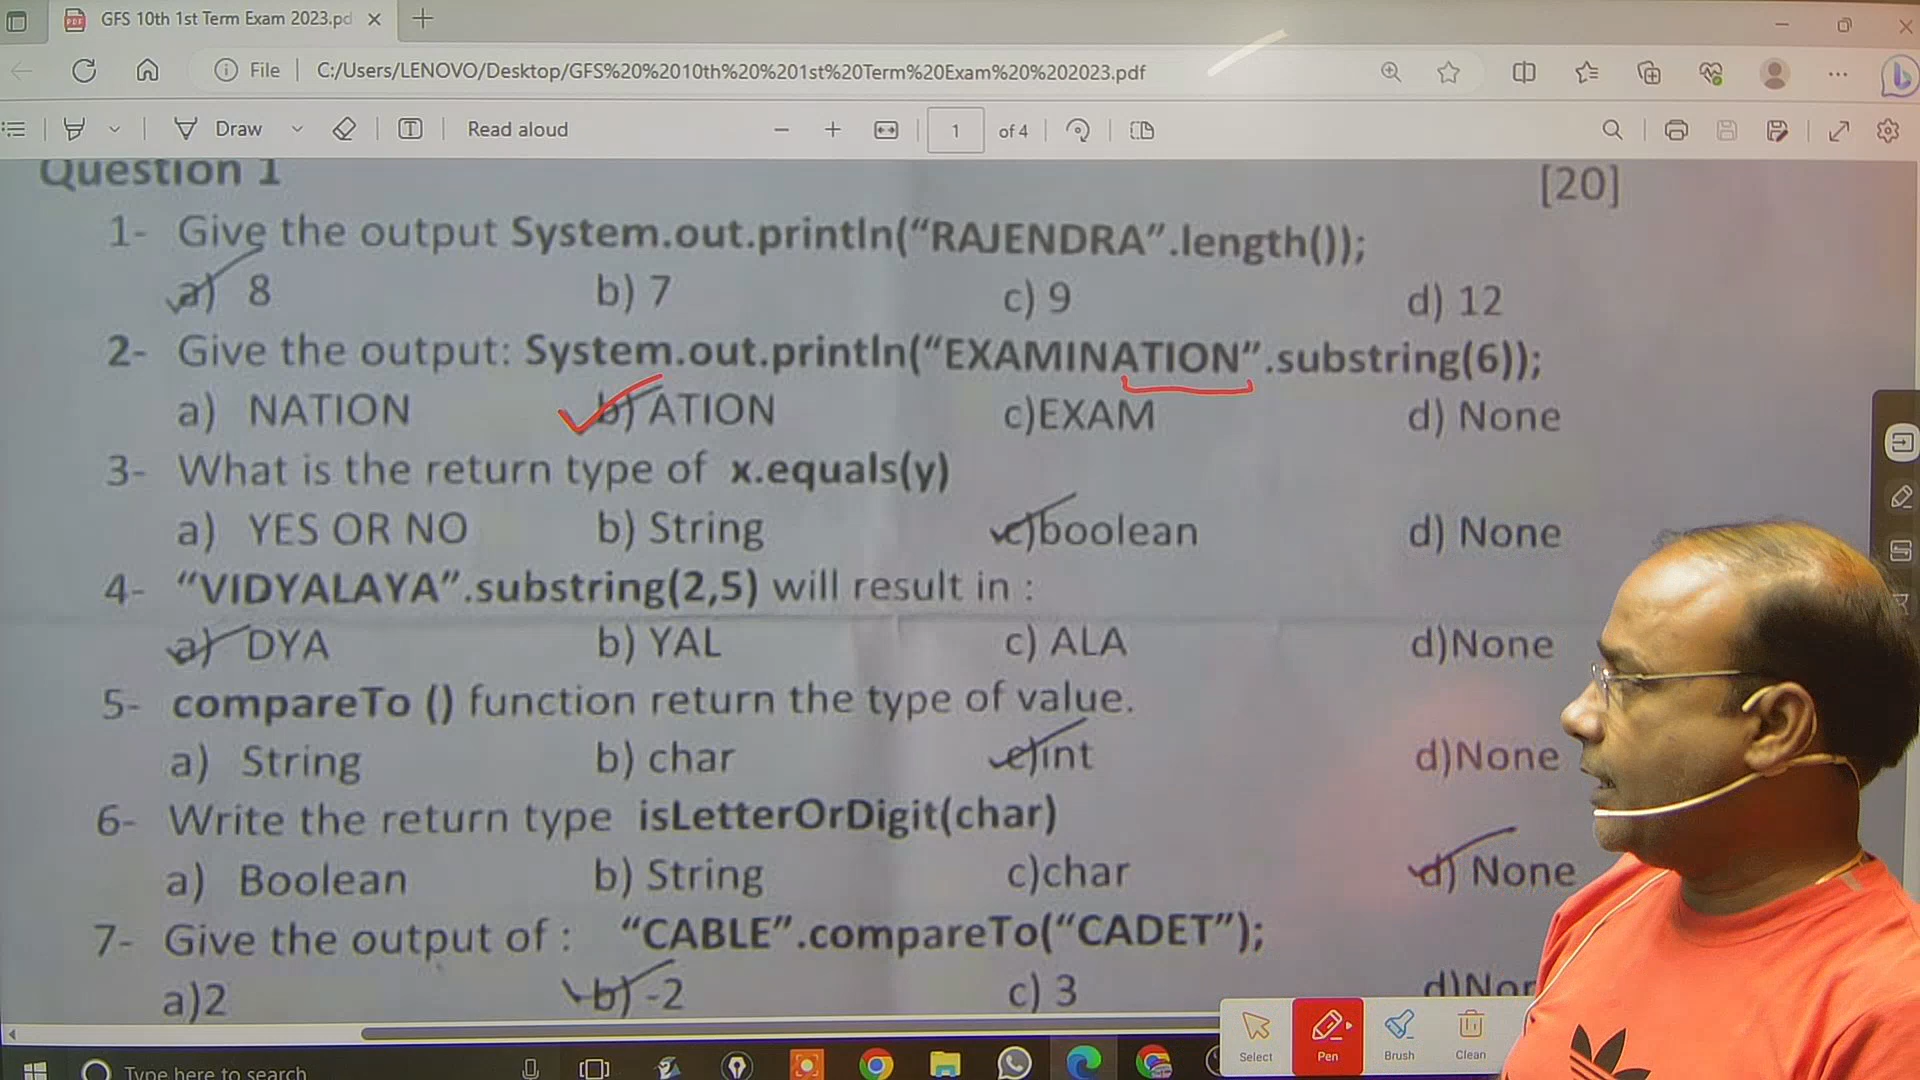 GFS 10th 1st Term Exam 2023.pd
File C:/Users/LENOVO/Desktop/GFS%20%2010th%20%201st%20Term%20Exam%20%202023.pdf
Draw Read aloud 1 of 4
Question 1 [20]
1- Give the output System.out.println(“RAJENDRA”.length());
a) 8 b) 7 c) 9 d) 12
2- Give the output: System.out.println(“EXAMINATION”.substring(6));
a) NATION b) ATION c)EXAM d) None
3- What is the return type of x.equals(y)
a) YES OR NO b) String c)boolean d) None
4- “VIDYALAYA”.substring(2,5) will result in :
a) DYA b) YAL c) ALA d)None
5- compareTo () function return the type of value.
a) String b) char c)int d)None
6- Write the return type isLetterOrDigit(char)
a) Boolean b) String c)char d) None
7- Give the output of : “CABLE”.compareTo(“CADET”);
a)2 b) -2 c) 3 d)Non
Select Pen Brush Clean
Type here to search